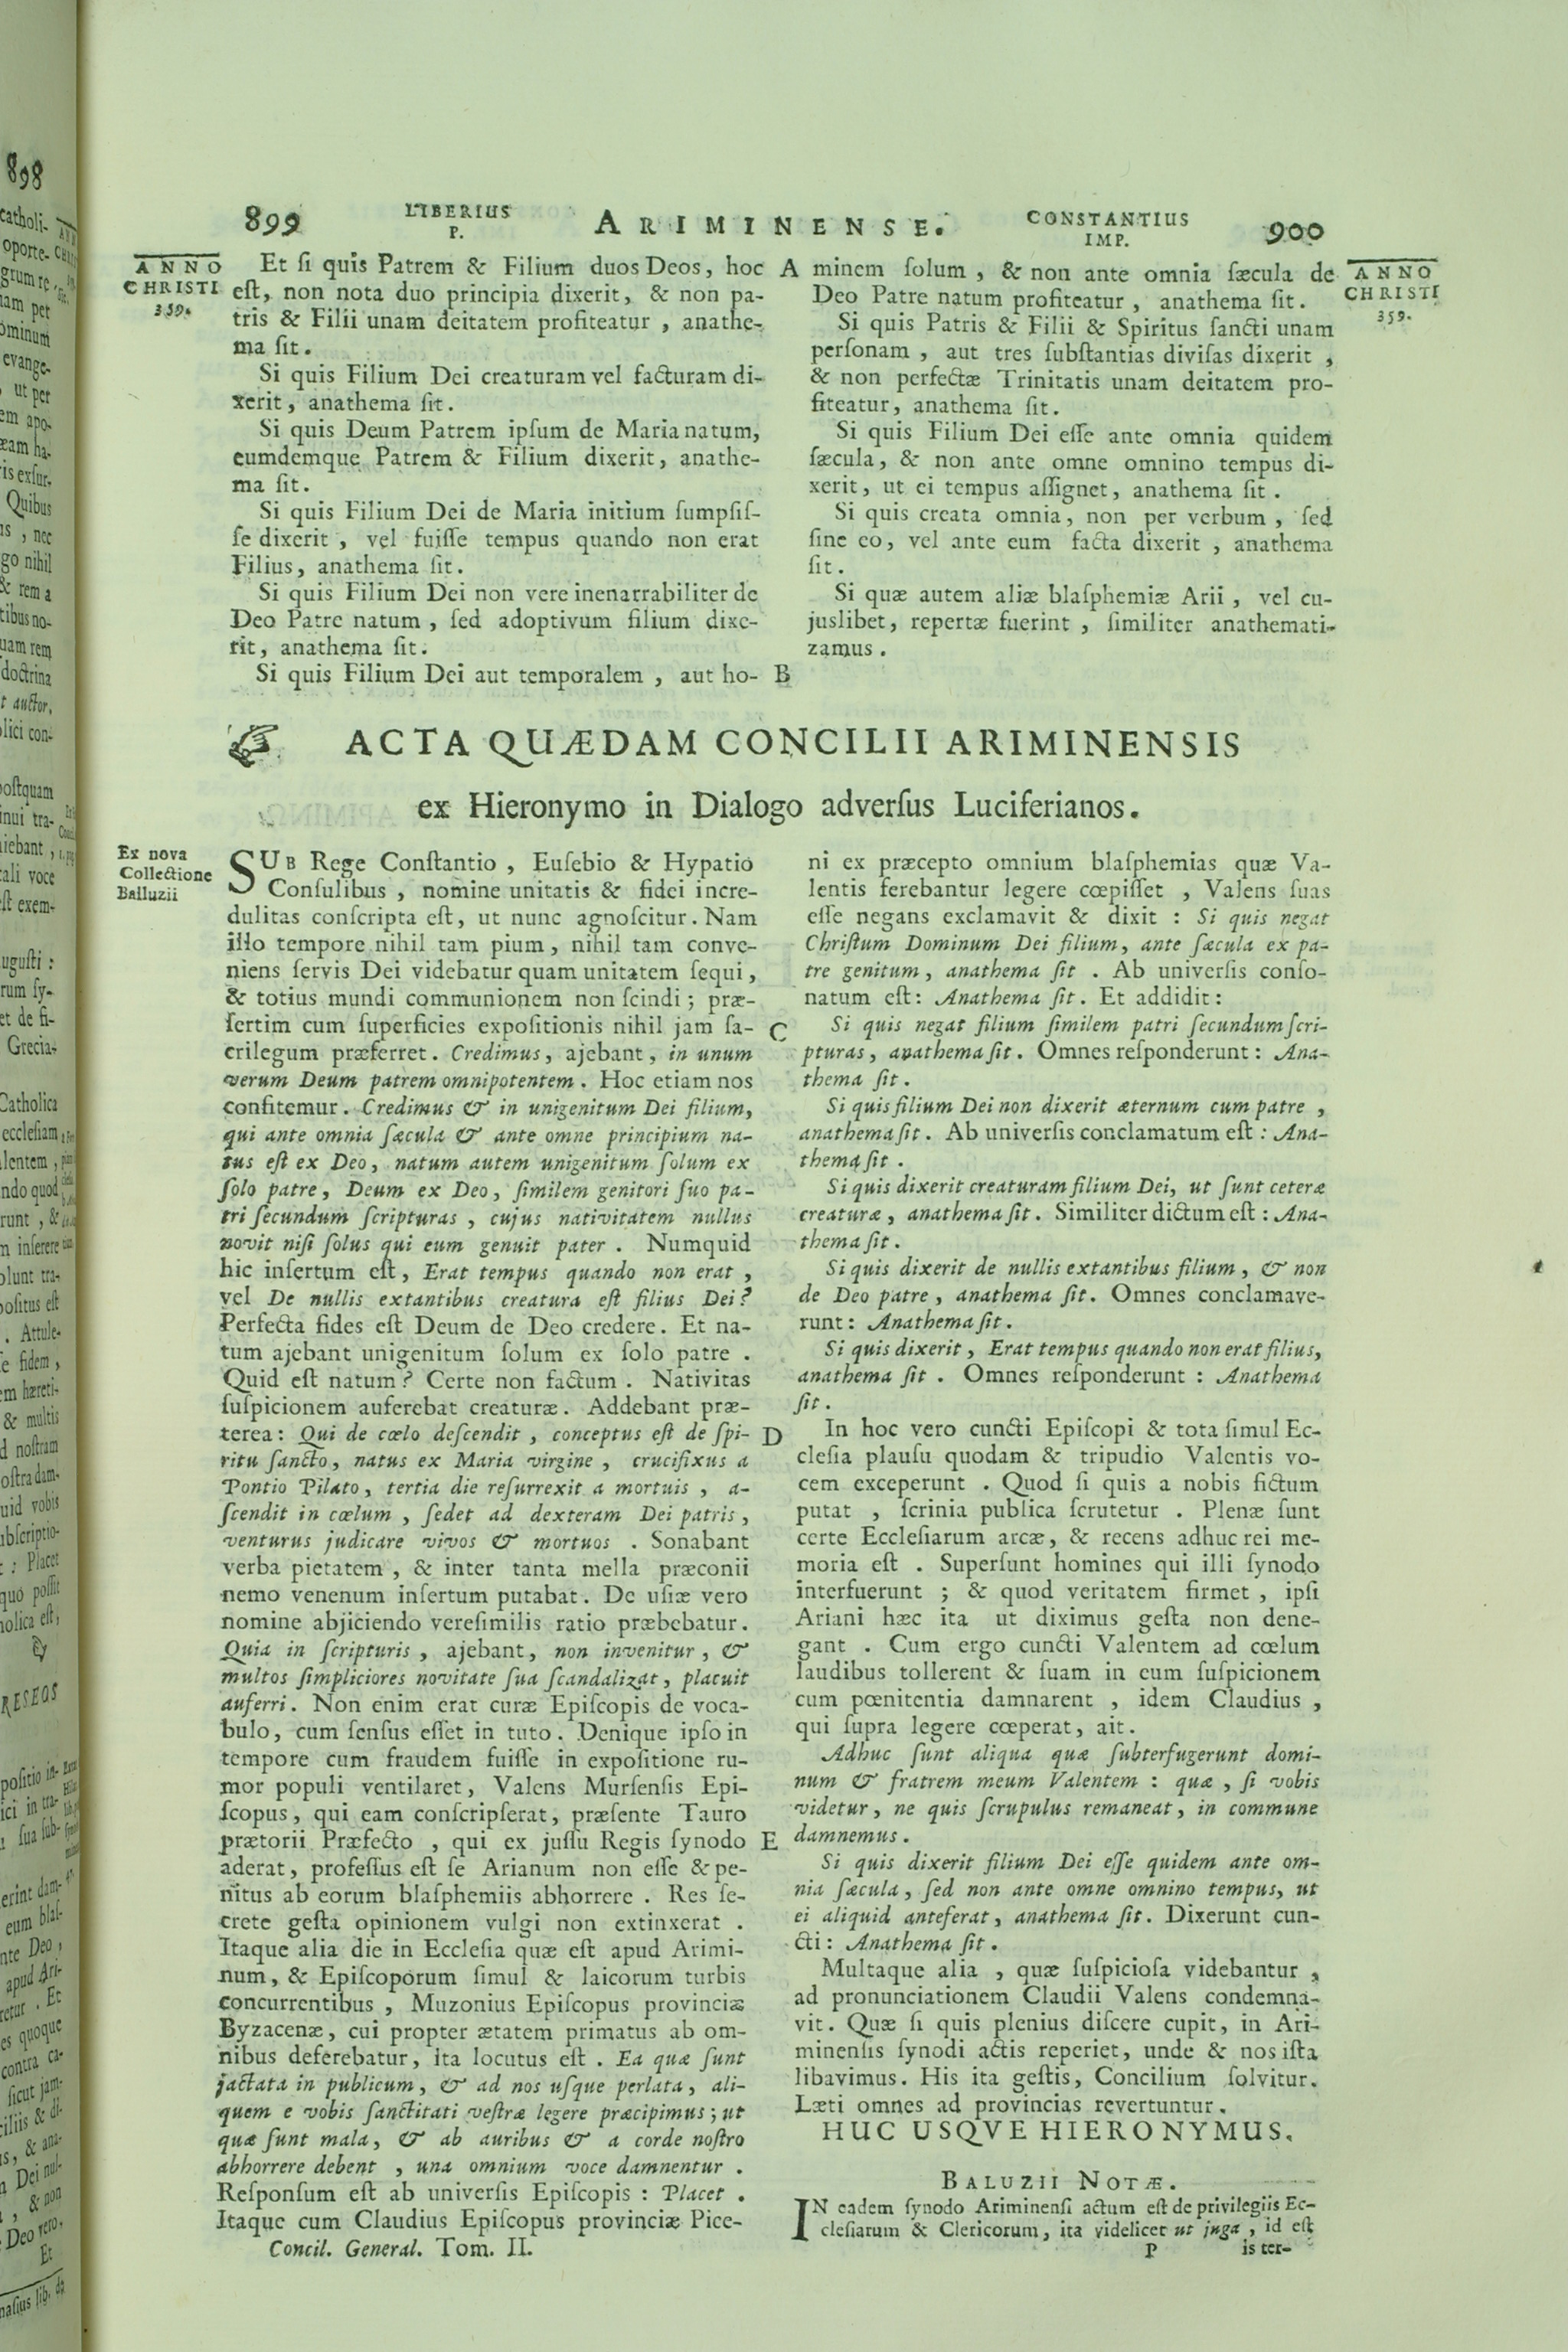 899 LIBERIUS P. ARIMINENSE. CONSTANTIUS IMP. 900
ANNO
CHRISTI
359.
Et ſi quis Patrem & Filium duos Deos, hoc
eſt, non nota duo principia dixerit, & non pa-
tris & Filii unam deitatem profiteatur, anathe-
ma ſit.
Si quis Filium Dei creaturam vel facturam di-
xerit, anathema ſit.
Si quis Deum Patrem ipſum de Maria natum,
eumdemque Patrem & Filium dixerit, anathe-
ma ſit.
Si quis Filium Dei de Maria initium ſumpſiſ-
ſe dixerit, vel fuiſſe tempus quando non erat
Filius, anathema ſit.
Si quis Filium Dei non vere inenarrabiliter de
Deo Patre natum, ſed adoptivum filium dixe-
rit, anathema ſit.
Si quis Filium Dei aut temporalem, aut ho-
A
B
minem ſolum, & non ante omnia ſæcula de
Deo Patre natum profiteatur, anathema ſit.
Si quis Patris & Filii & Spiritus ſancti unam
perſonam, aut tres ſubſtantias diviſas dixerit,
& non perfectæ Trinitatis unam deitatem pro-
fiteatur, anathema ſit.
Si quis Filium Dei eſſe ante omnia quidem
ſæcula, & non ante omne omnino tempus di-
xerit, ut ei tempus aſſignet, anathema ſit.
Si quis creata omnia, non per verbum, ſed
ſine eo, vel ante eum facta dixerit, anathema
ſit.
Si quæ autem aliæ blaſphemiæ Arii, vel cu-
juslibet, repertæ fuerint, ſimiliter anathemati-
zamus.
ANNO
CHRISTI
359.
ACTA QUÆDAM CONCILII ARIMINENSIS
ex Hieronymo in Dialogo adverſus Luciferianos.
Ex nova
Collectione
Balluzii
SUB Rege Conſtantio, Euſebio & Hypatio
Conſulibus, nomine unitatis & fidei incre-
dulitas conſcripta eſt, ut nunc agnoſcitur. Nam
illo tempore nihil tam pium, nihil tam conve-
niens ſervis Dei videbatur quam unitatem ſequi,
& totius mundi communionem non ſcindi; præ-
ſertim cum ſuperficies expoſitionis nihil jam ſa-
crilegum præferret. Credimus, ajebant, in unum
verum Deum patrem omnipotentem. Hoc etiam nos
confitemur. Credimus & in unigenitum Dei filium,
qui ante omnia ſæcula & ante omne principium na-
tus eſt ex Deo, natum autem unigenitum ſolum ex
ſolo patre, Deum ex Deo, ſimilem genitori ſuo pa-
tri ſecundum ſcripturas, cujus nativitatem nullus
novit niſi ſolus qui eum genuit pater. Numquid
hic inſertum eſt, Erat tempus quando non erat,
vel De nullis extantibus creatura eſt filius Dei?
Perfecta fides eſt Deum de Deo credere. Et na-
tum ajebant unigenitum ſolum ex ſolo patre.
Quid eſt natum? Certe non factum. Nativitas
ſuſpicionem auferebat creaturæ. Addebant præ-
terea: Qui de cœlo deſcendit, conceptus eſt de ſpi-
ritu ſancto, natus ex Maria virgine, crucifixus a
Pontio Pilato, tertia die reſurrexit a mortuis, a-
ſcendit in cœlum, ſedet ad dexteram Dei patris,
venturus judicare vivos & mortuos. Sonabant
verba pietatem, & inter tanta mella præconii
nemo venenum inſertum putabat. De uſiæ vero
nomine abjiciendo vereſimilis ratio præbebatur.
Quia in ſcripturis, ajebant, non invenitur, &
multos ſimpliciores novitate ſua ſcandalizat, placuit
auferri. Non enim erat curæ Epiſcopis de voca-
bulo, cum ſenſus eſſet in tuto. Denique ipſo in
tempore cum fraudem fuiſſe in expoſitione ru-
mor populi ventilaret, Valens Murſenſis Epi-
ſcopus, qui eam conſcripſerat, præſente Tauro
prætorii Præfecto, qui ex juſſu Regis ſynodo
aderat, profeſſus eſt ſe Arianum non eſſe & pe-
nitus ab eorum blaſphemiis abhorrere. Res ſe-
crete geſta opinionem vulgi non extinxerat.
Itaque alia die in Eccleſia quæ eſt apud Arimi-
num, & Epiſcoporum ſimul & laicorum turbis
concurrentibus, Muzonius Epiſcopus provinciæ
Byzacenæ, cui propter ætatem primatus ab om-
nibus deferebatur, ita locutus eſt. Ea quæ ſunt
jactata in publicum, & ad nos uſque perlata, ali-
quem e vobis ſanctitati veſtræ legere præcipimus; ut
quæ ſunt mala, & ab auribus & a corde noſtro
abhorrere debent, una omnium voce damnentur.
Reſponſum eſt ab univerſis Epiſcopis: Placet.
Itaque cum Claudius Epiſcopus provinciæ Pice-
Concil. General. Tom. II.
C
D
E
ni ex præcepto omnium blaſphemias quæ Va-
lentis ferebantur legere cœpiſſet, Valens ſuas
eſſe negans exclamavit & dixit: Si quis negat
Chriſtum Dominum Dei filium, ante ſæcula ex pa-
tre genitum, anathema ſit. Ab univerſis conſo-
natum eſt: Anathema ſit. Et addidit:
Si quis negat filium ſimilem patri ſecundum ſcri-
pturas, anathema ſit. Omnes reſponderunt: Ana-
thema ſit.
Si quis filium Dei non dixerit æternum cum patre,
anathema ſit. Ab univerſis conclamatum eſt: Ana-
thema ſit.
Si quis dixerit creaturam filium Dei, ut ſunt ceteræ
creaturæ, anathema ſit. Similiter dictum eſt: Ana-
thema ſit.
Si quis dixerit de nullis extantibus filium, & non
de Deo patre, anathema ſit. Omnes conclamave-
runt: Anathema ſit.
Si quis dixerit, Erat tempus quando non erat filius,
anathema ſit. Omnes reſponderunt: Anathema
ſit.
In hoc vero cuncti Epiſcopi & tota ſimul Ec-
cleſia plauſu quodam & tripudio Valentis vo-
cem exceperunt. Quod ſi quis a nobis fictum
putat, ſcrinia publica ſcrutetur. Plenæ ſunt
certe Eccleſiarum arcæ, & recens adhuc rei me-
moria eſt. Superſunt homines qui illi ſynodo
interfuerunt; & quod veritatem firmet, ipſi
Ariani hæc ita ut diximus geſta non dene-
gant. Cum ergo cuncti Valentem ad cœlum
laudibus tollerent & ſuam in eum ſuſpicionem
cum pœnitentia damnarent, idem Claudius,
qui ſupra legere cœperat, ait.
Adhuc ſunt aliqua quæ ſubterfugerunt domi-
num & fratrem meum Valentem: quæ, ſi vobis
videtur, ne quis ſcrupulus remaneat, in commune
damnemus.
Si quis dixerit filium Dei eſſe quidem ante om-
nia ſæcula, ſed non ante omne omnino tempus, ut
ei aliquid anteferat, anathema ſit. Dixerunt cun-
cti: Anathema ſit.
Multaque alia, quæ ſuſpicioſa videbantur,
ad pronunciationem Claudii Valens condemna-
vit. Quæ ſi quis plenius diſcere cupit, in Ari-
minenſis ſynodi actis reperiet, unde & nos iſta
libavimus. His ita geſtis, Concilium ſolvitur.
Læti omnes ad provincias revertuntur.
HUC USQVE HIERONYMUS.
BALUZII NOTÆ.
IN eadem ſynodo Ariminenſi actum eſt de privilegiis Ec-
cleſiarum & Clericorum, ita videlicet ut juga, id eſt
P is ter-